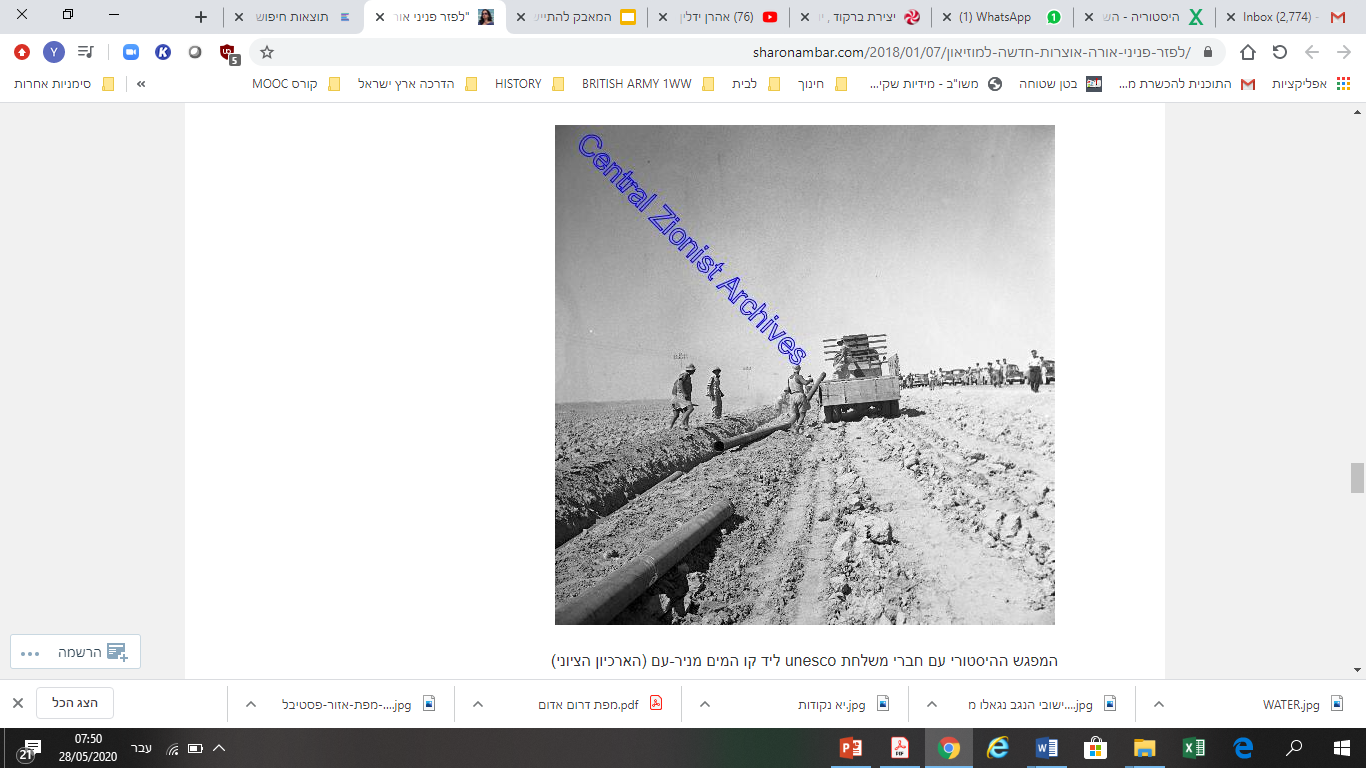 תוצאות חיפוש
"לפזר פניני אור
המאבק להתייש
(76) אהרן ידלין
יצירת ברקוד , י
(1) WhatsApp
היסטוריה - הש
Inbox (2,774) -
Y
5
sharonambar.com/2018/01/07/לפזר-פניני-אורה-אוצרות-חדשה-למוזיאון/
אפליקציות
התוכנית להכשרת מ...
בטן שטוחה
משו"ב - מידיות שקי...
חינוך
לבית
BRITISH ARMY 1WW
HISTORY
הדרכה ארץ ישראל
קורס MOOC
«
סימניות אחרות
Central Zionist Archives
הרשמה
המפגש ההיסטורי עם חברי משלחת unesco ליד קו המים מניר-עם (הארכיון הציוני)
WATER.jpg
ישובי הנגב נגאלו מ....jpg
יא נקודות.jpg
מפת דרום אדום.pdf
מפת-אזור-פסטיבל-....jpg
הצג הכל
07:50
28/05/2020
עבר
21